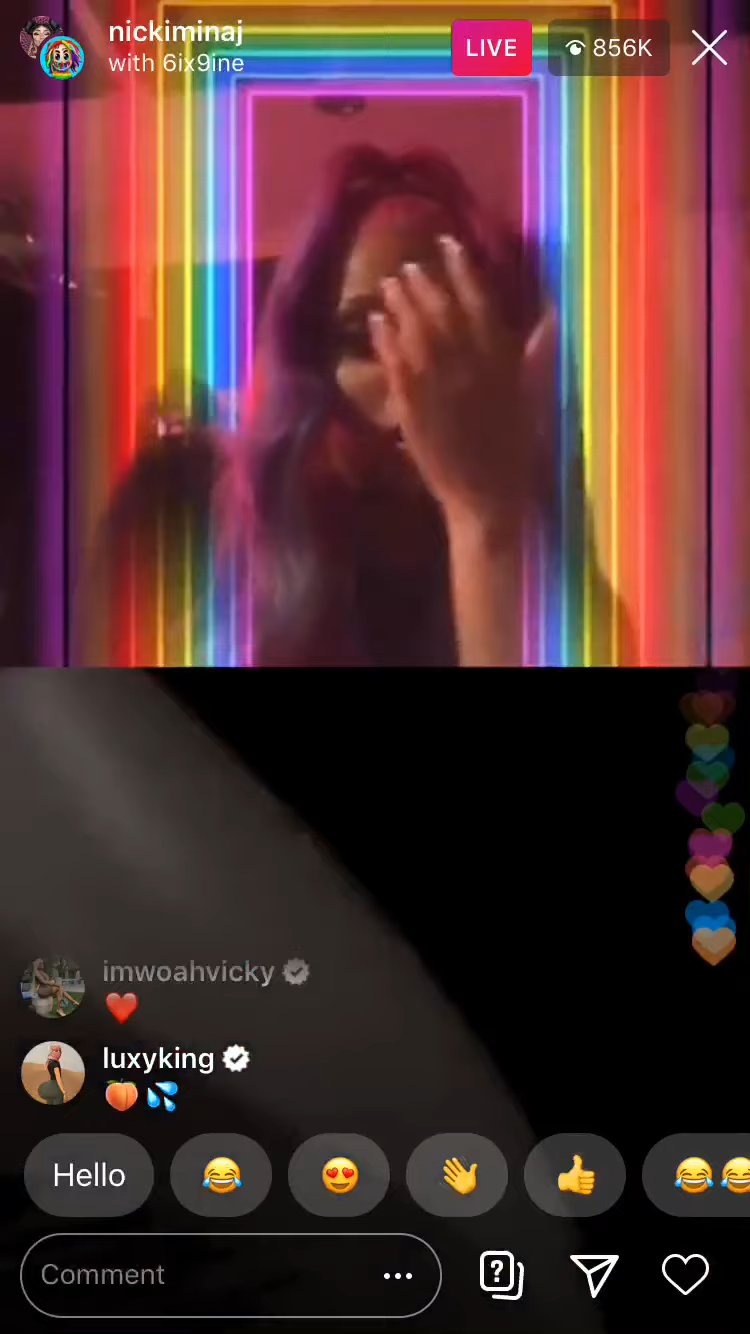 nickiminaj
with 6ix9ine
LIVE
856K
imwoahvicky
❤️
luxyking
🍑💦
Hello 😂 😍 👋 👍 😂😂
Comment